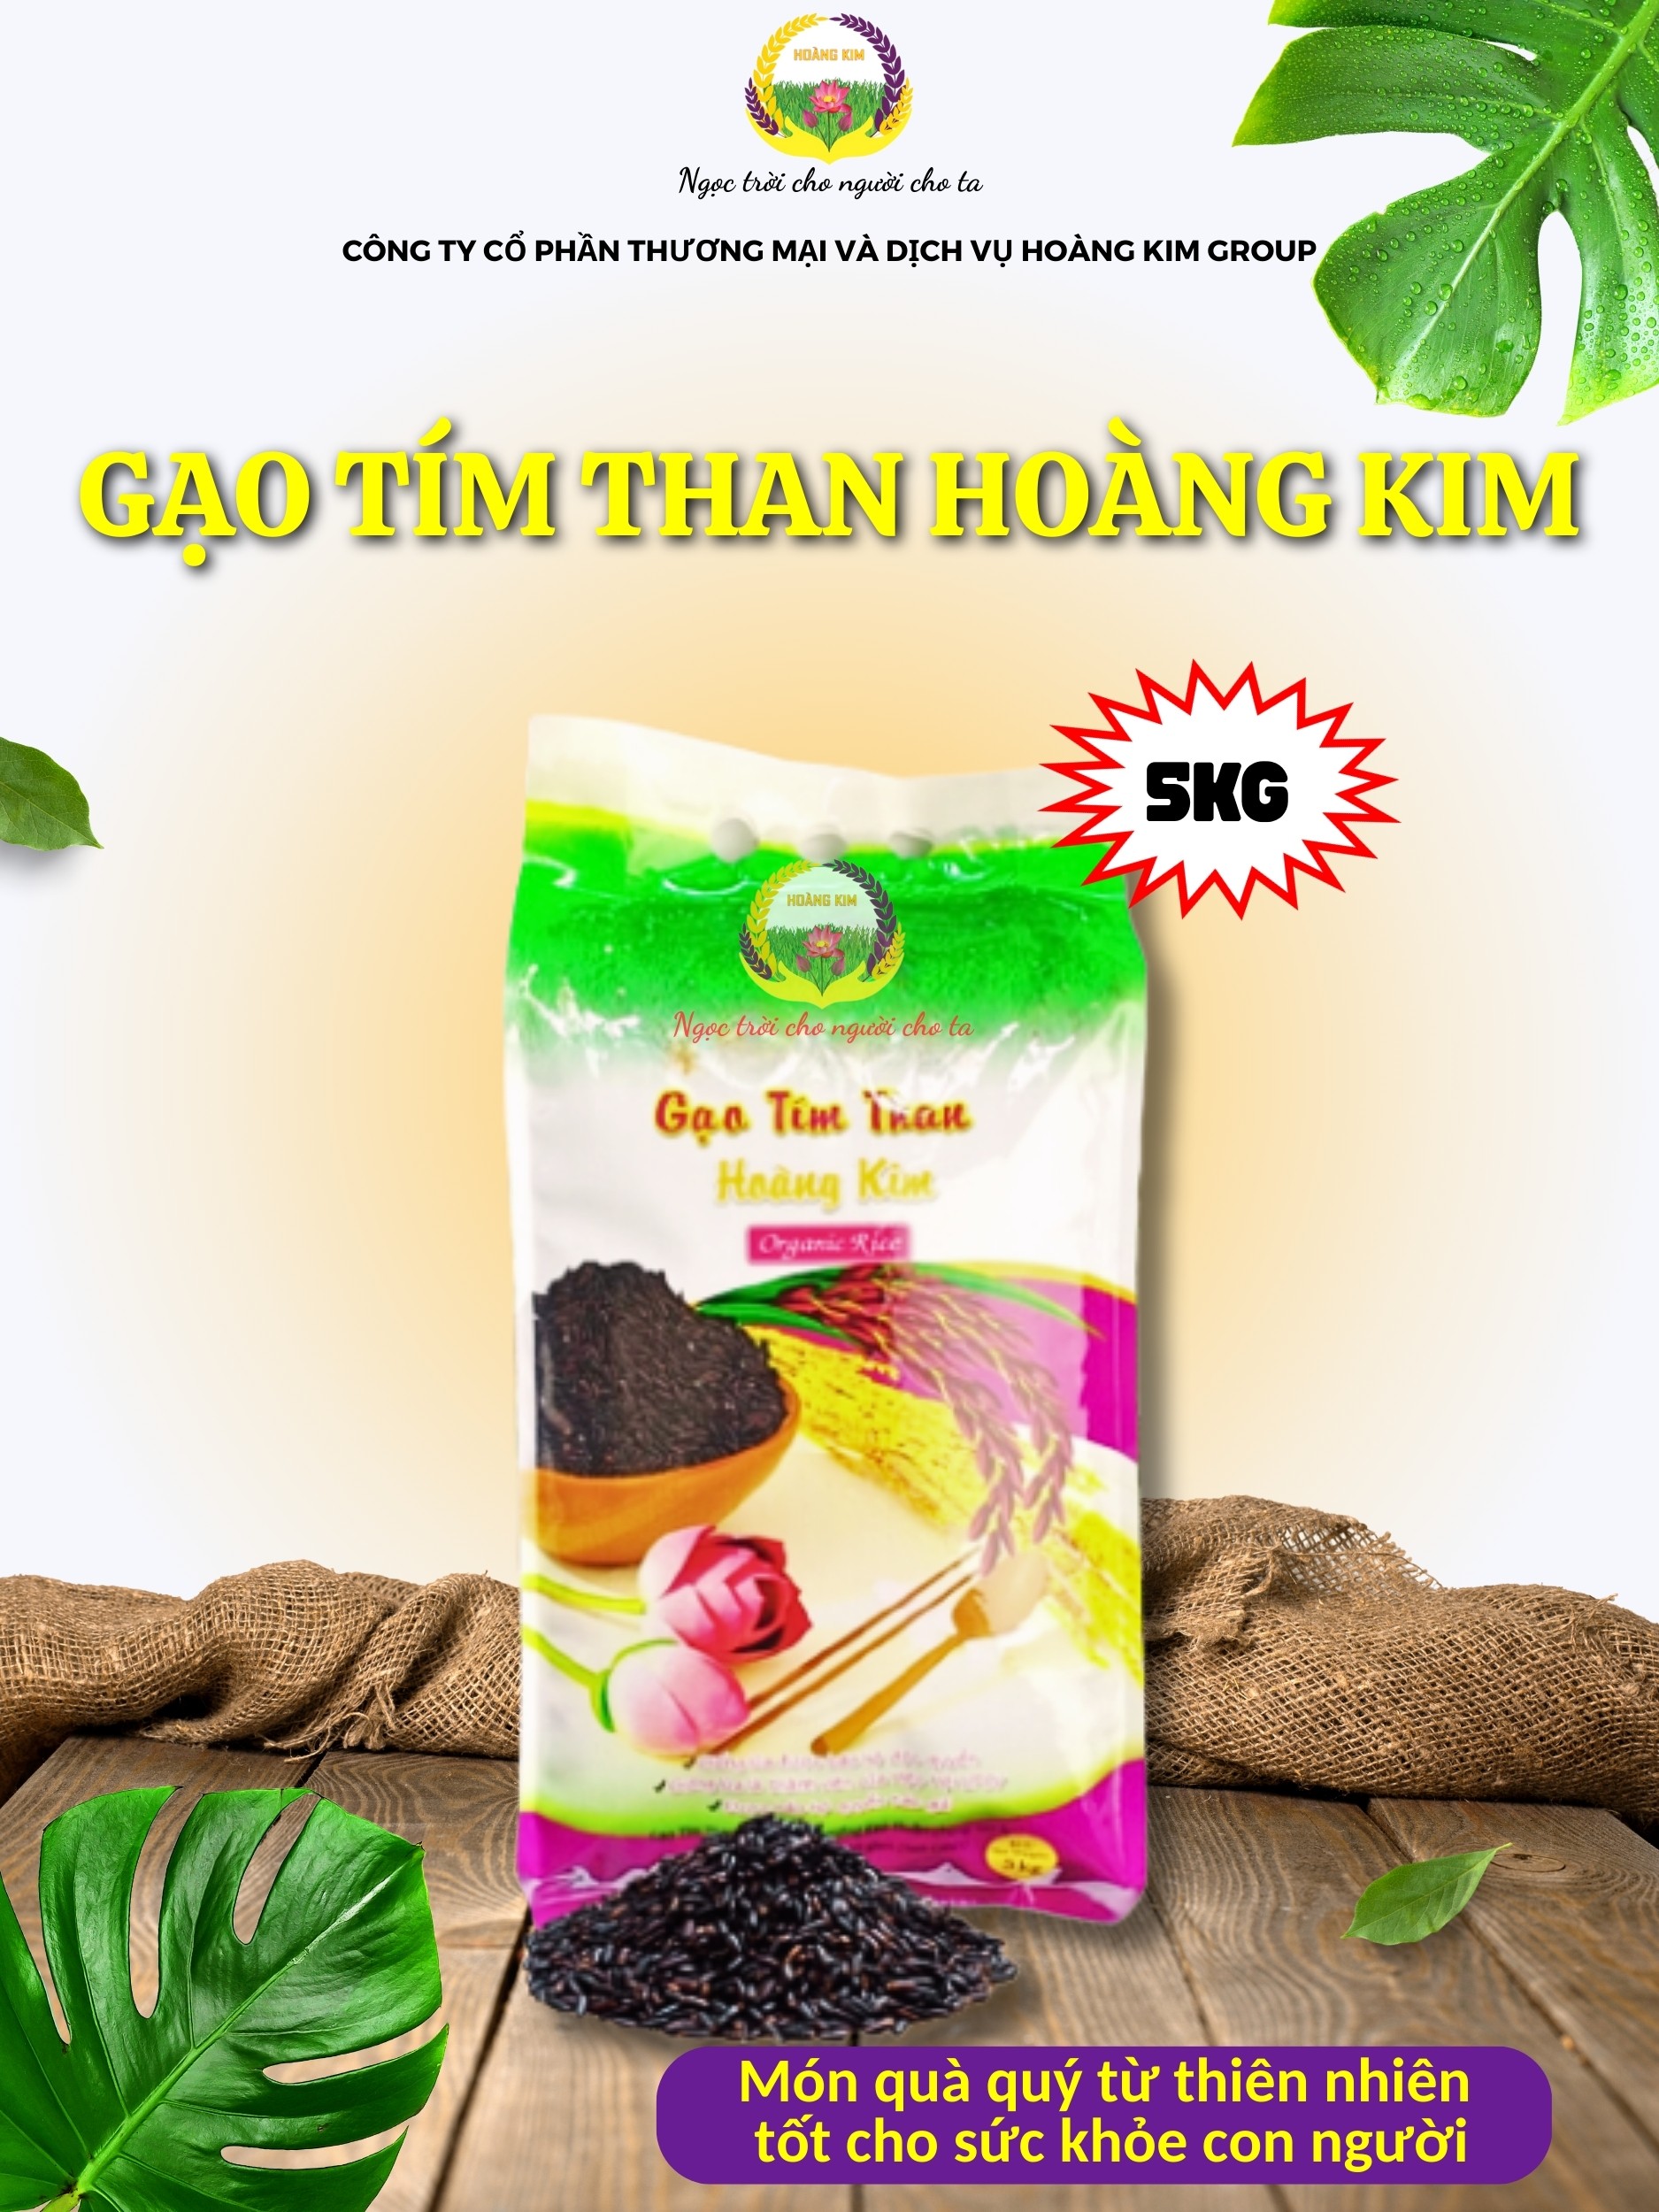 HOÀNG KIM
Ngọc trời cho người cho ta
CÔNG TY CỔ PHẦN THƯƠNG MẠI VÀ DỊCH VỤ HOÀNG KIM GROUP
GẠO TÍM THAN HOÀNG KIM
5KG
HOÀNG KIM
Ngọc trời cho người cho ta
Gạo Tím Than
Hoàng Kim
Organic Rice
Món quà quý từ thiên nhiên
tốt cho sức khỏe con người